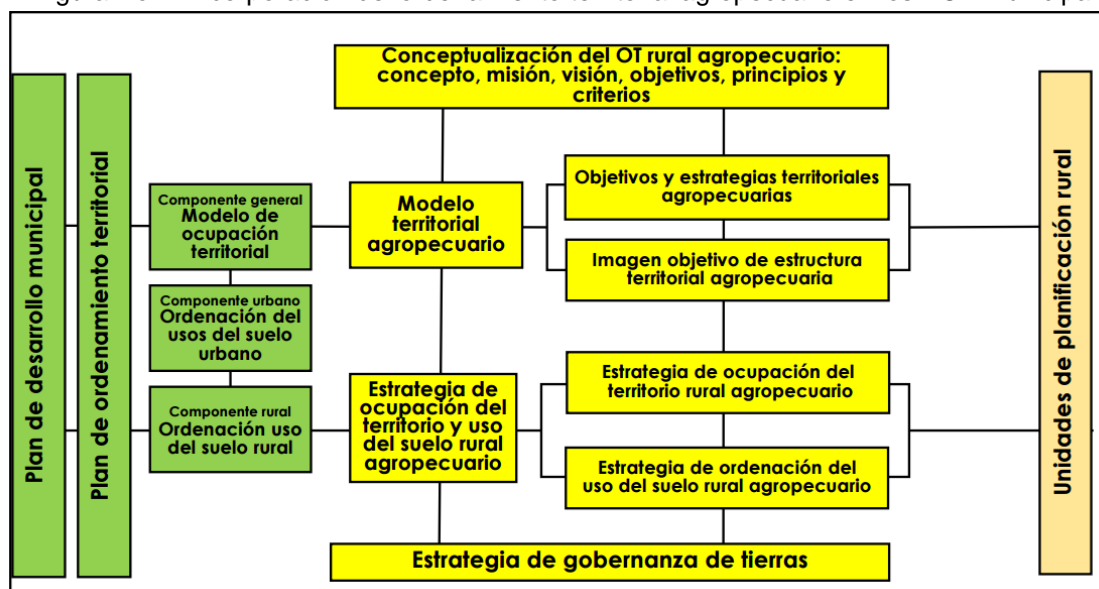 Conceptualización del OT rural agropecuario:
concepto, misión, visión, objetivos, principios y
criterios
Plan de desarrollo municipal
Plan de ordenamiento territorial
Componente general
Modelo de
ocupación
territorial
Componente urbano
Ordenación del
usos del suelo
urbano
Componente rural
Ordenación uso
del suelo rural
Modelo
territorial
agropecuario
Estrategia de
ocupación del
territorio y uso
del suelo rural
agropecuario
Objetivos y estrategias territoriales
agropecuarias
Imagen objetivo de estructura
territorial agropecuaria
Estrategia de ocupación del
territorio rural agropecuario
Estrategia de ordenación del
uso del suelo rural agropecuario
Estrategia de gobernanza de tierras
Unidades de planificación rural